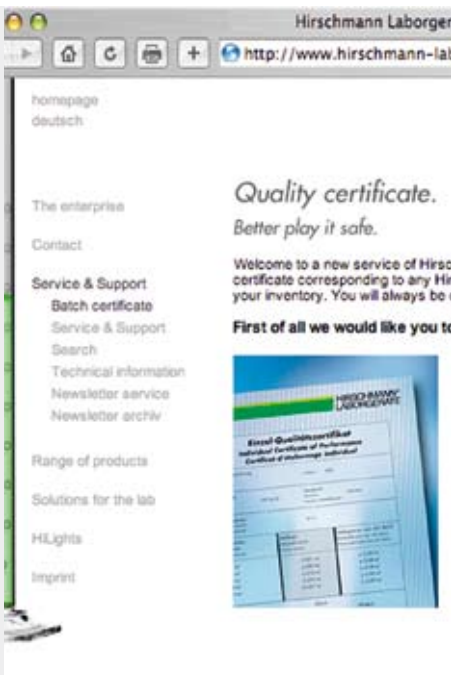 Hirschmann Laborger
http://www.hirschmann-lab
homepage
deutsch
The enterprise
Contact
Service & Support
Batch certificate
Service & Support
Search
Technical information
Newsletter service
Newsletter archiv
Range of products
Solutions for the lab
HiLights
Imprint
Quality certificate.
Better play it safe.
Welcome to a new service of Hirsc
certificate corresponding to any Hir
your inventory. You will always be
First of all we would like you to
HIRSCHMANN
LABORGERÄTE
Einzel-Qualitätszertifikat
Individual Certificate of Performance
Certificat d'étalonnage individuel